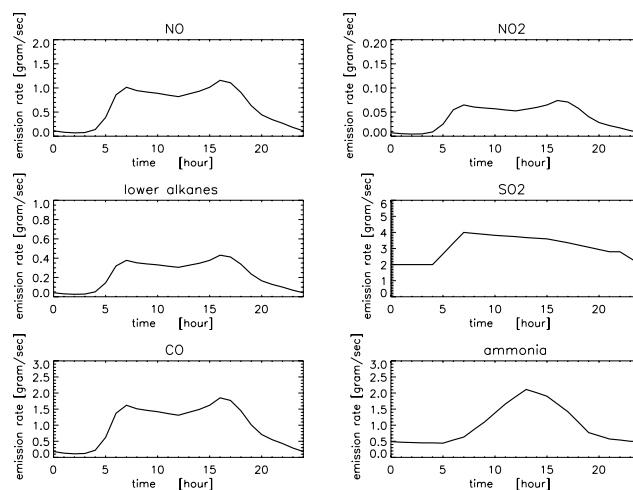 NO
emission rate [gram/sec]
2.0
1.5
1.0
0.5
0.0
0 5 10 15 20
time [hour]
NO2
emission rate [gram/sec]
0.20
0.15
0.10
0.05
0.00
0 5 10 15 20
time [hour]
lower alkanes
emission rate [gram/sec]
1.0
0.8
0.6
0.4
0.2
0.0
0 5 10 15 20
time [hour]
SO2
emission rate [gram/sec]
6
5
4
3
2
1
0
0 5 10 15 20
time [hour]
CO
emission rate [gram/sec]
3.0
2.5
2.0
1.5
1.0
0.5
0.0
0 5 10 15 20
time [hour]
ammonia
emission rate [gram/sec]
3.0
2.5
2.0
1.5
1.0
0.5
0.0
0 5 10 15 20
time [hour]